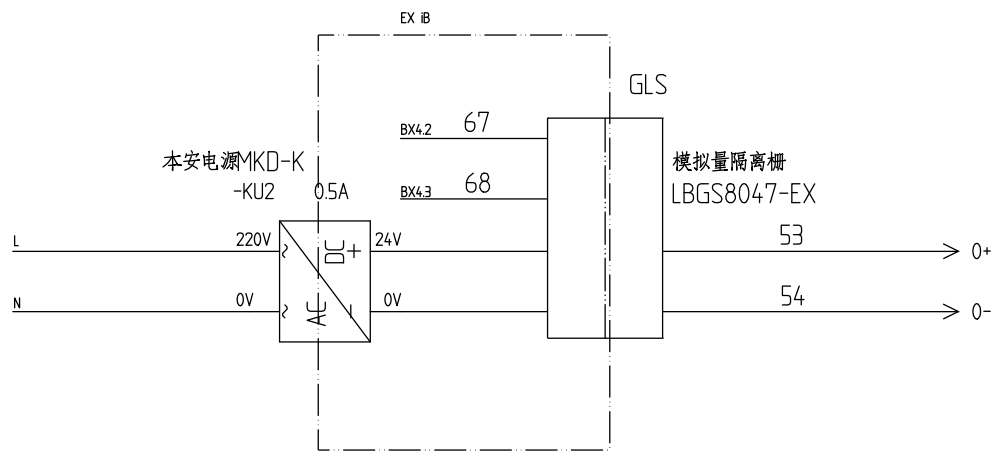 EX iB
GLS
BX4.2 67
本安电源MKD-K
模拟量隔离栅
-KU2 0.5A
BX4.3 68
LBGS8047-EX
L 220V ~ DC + 24V 53 0+
N 0V ~ AC - 0V 54 0-